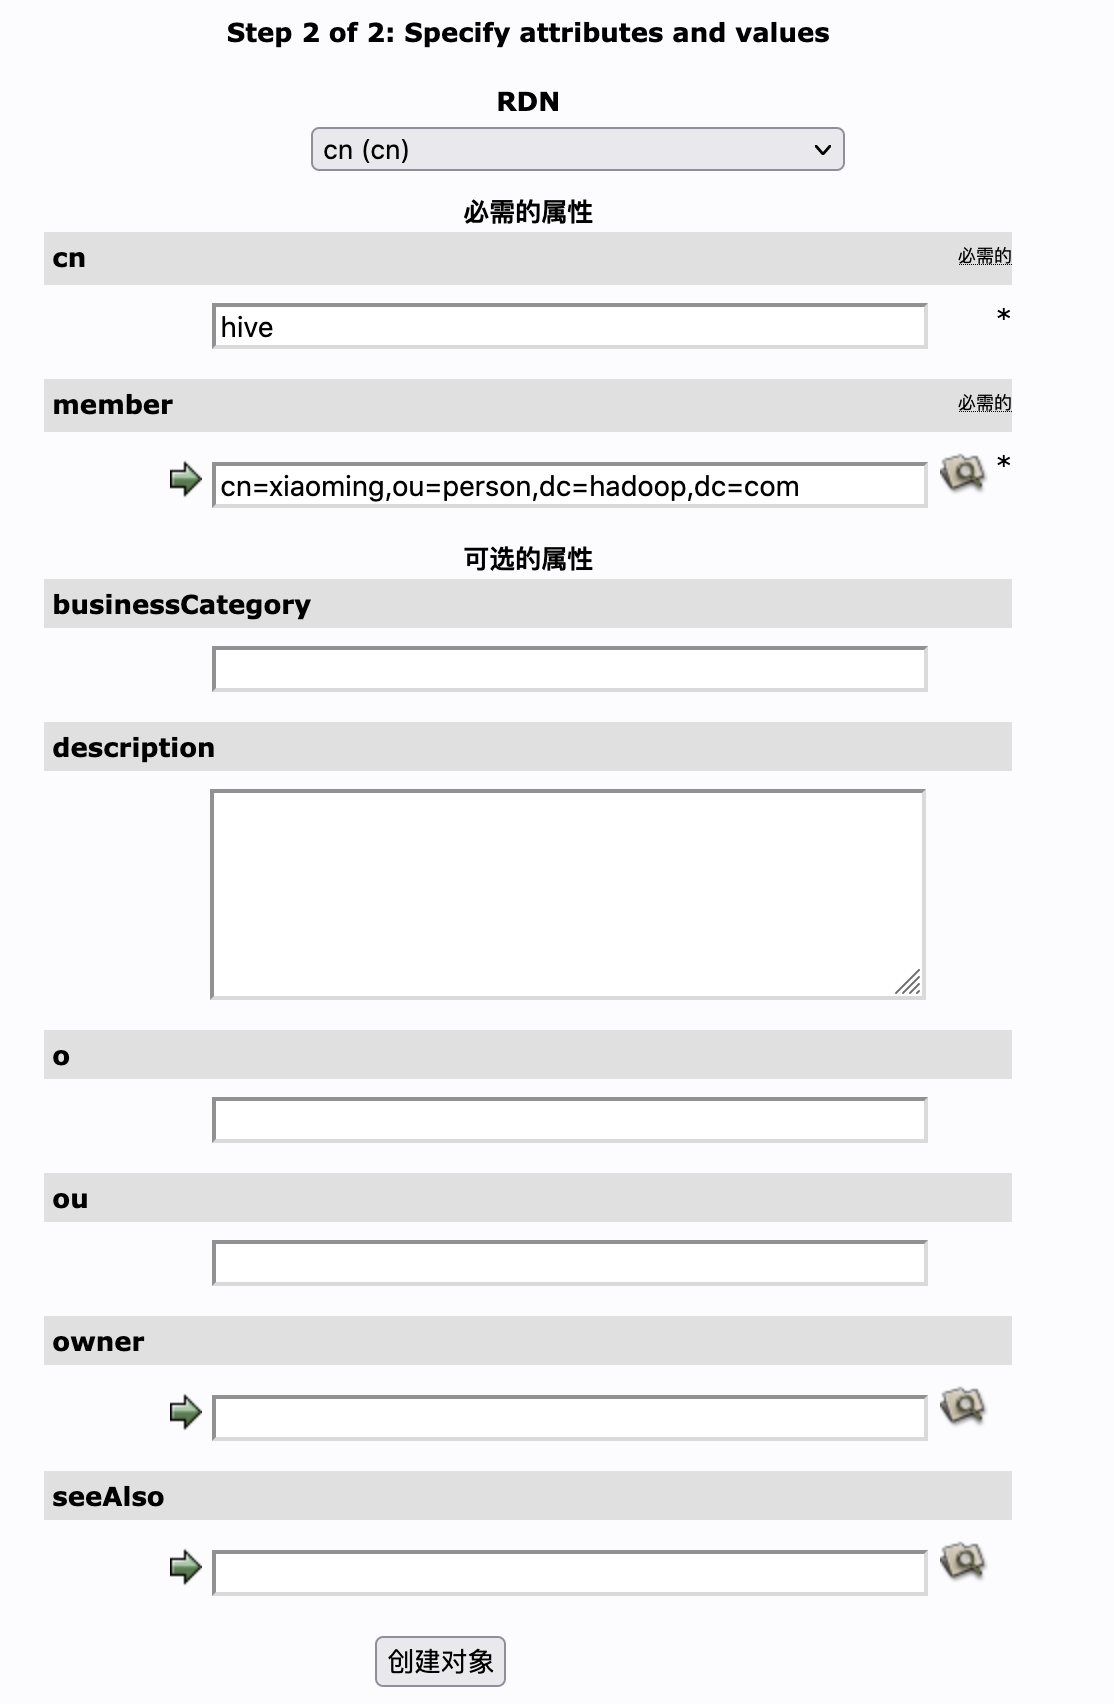 Step 2 of 2: Specify attributes and values
RDN
cn (cn)
必需的属性
cn 必需的
hive *
member 必需的
cn=xiaoming,ou=person,dc=hadoop,dc=com *
可选的属性
businessCategory
description
o
ou
owner
seeAlso
创建对象